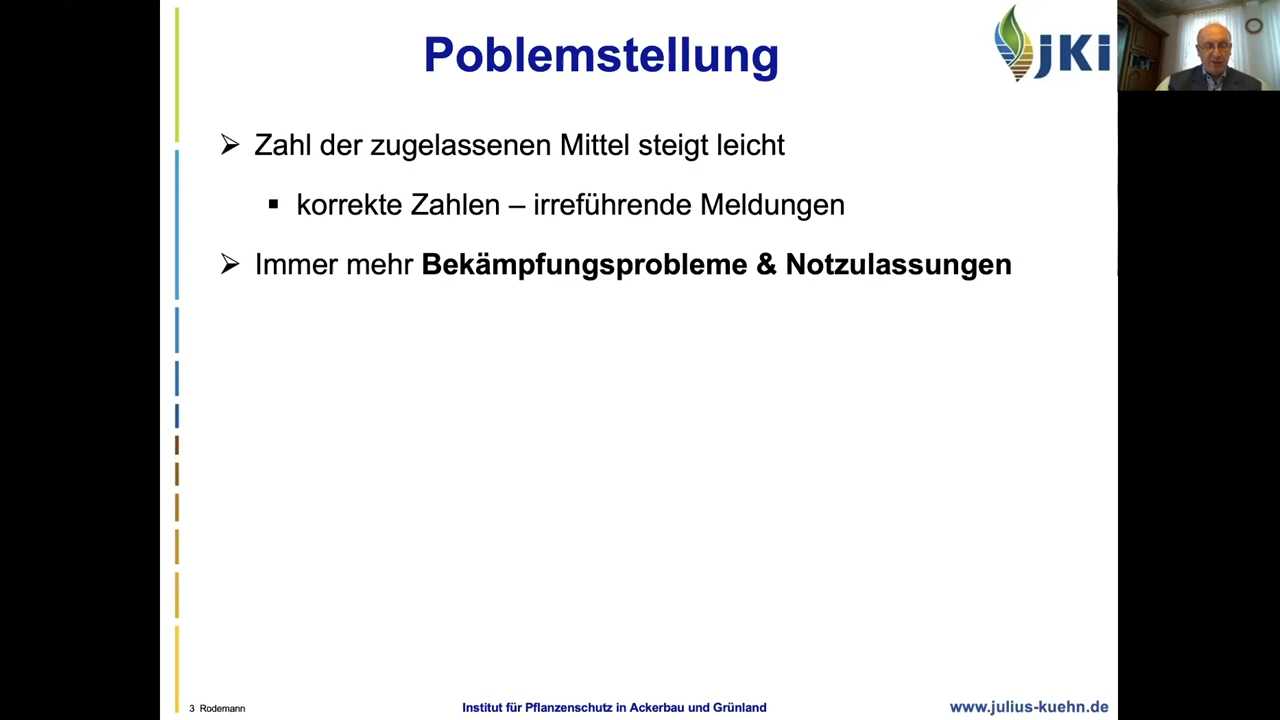 Poblemstellung
jKi
Zahl der zugelassenen Mittel steigt leicht
korrekte Zahlen – irreführende Meldungen
Immer mehr Bekämpfungsprobleme & Notzulassungen
3 Rodemann
Institut für Pflanzenschutz in Ackerbau und Grünland
www.julius-kuehn.de